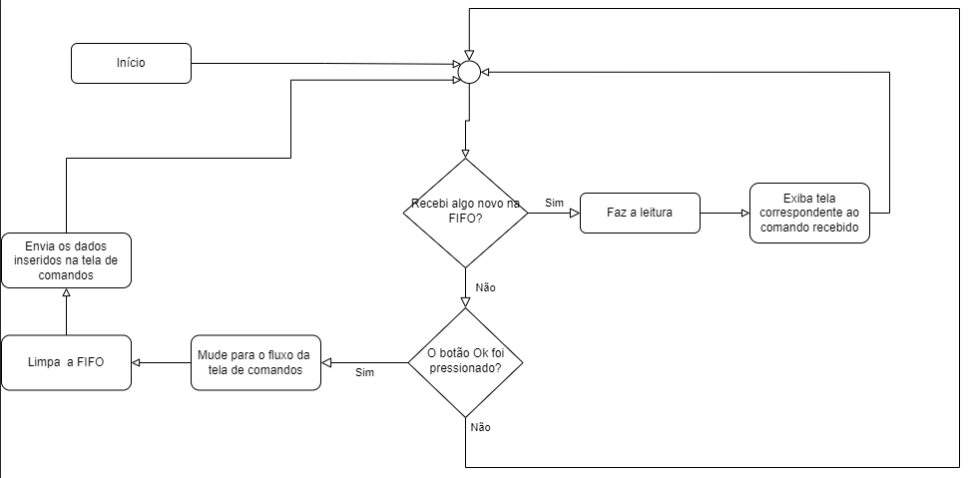 Início
Recebi algo novo na
FIFO?
Sim
Faz a leitura
Exiba tela
correspondente ao
comando recebido
Não
O botão Ok foi
pressionado?
Sim
Mude para o fluxo da
tela de comandos
Limpa a FIFO
Envia os dados
inseridos na tela de
comandos
Não